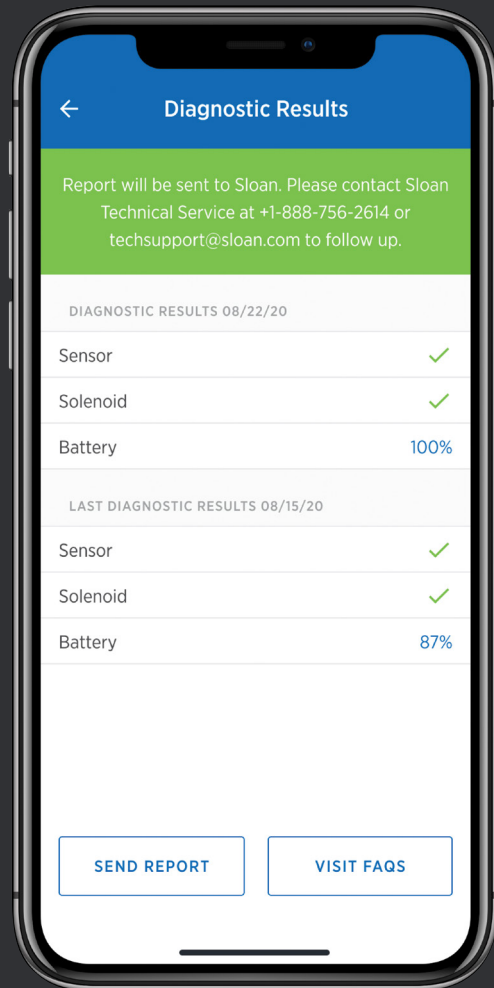 Diagnostic Results
Report will be sent to Sloan. Please contact Sloan
Technical Service at +1-888-756-2614 or
techsupport@sloan.com to follow up.
DIAGNOSTIC RESULTS 08/22/20
Sensor
Solenoid
Battery 100%
LAST DIAGNOSTIC RESULTS 08/15/20
Sensor
Solenoid
Battery 87%
SEND REPORT VISIT FAQS